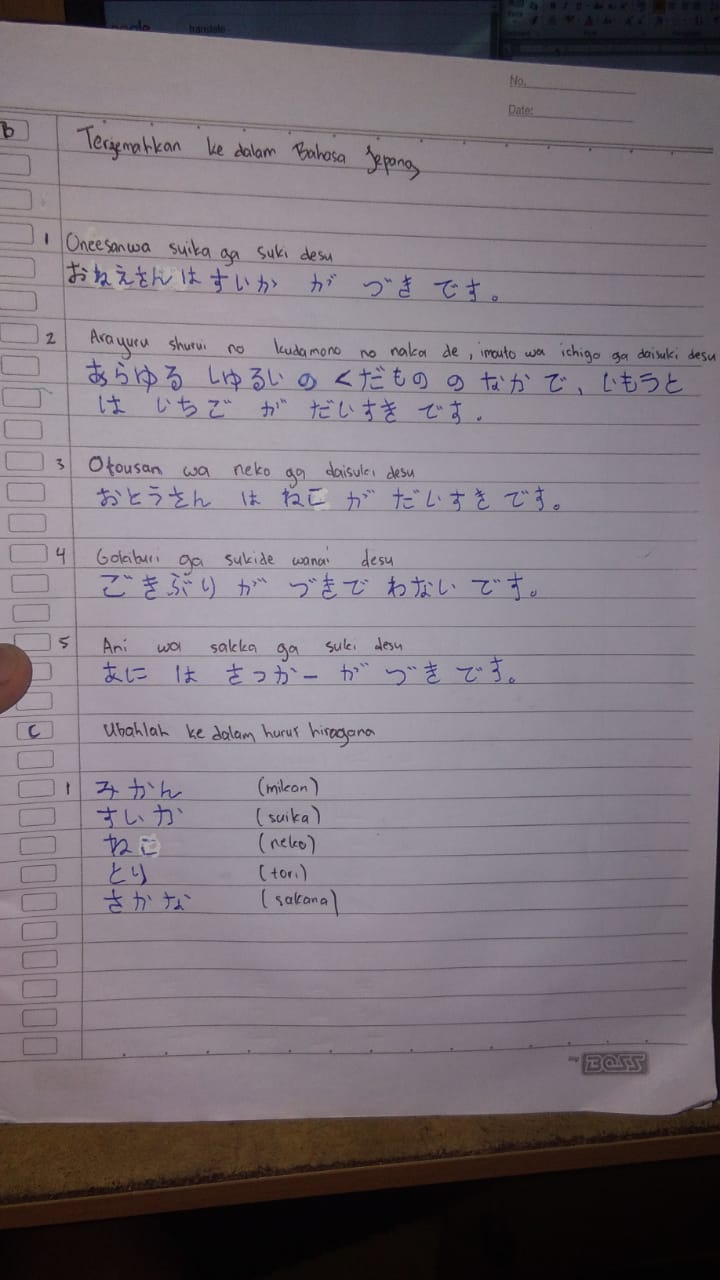 translate
No.
Date:
b Terjemahkan ke dalam Bahasa Jepang
1 Oneesanwa suika ga suki desu
おねえさんはすいか が づき です。
2 Arayuru shurui no kudamono no naka de, imouto wa ichigo ga daisuki desu
あらゆる しゆるい の くだもの の なか で、いもうと
は いちご が だいすき です.
3 Otousan wa neko ga daisuki desu
おとうさん は ねこ が だいすき です。
4 Gokiburi ga sukide wanai desu
ごきぶり が づきで わない です。
5 Ani wa sakka ga suki desu
あに は さっかー が づき です。
C Ubahlah ke dalam huruf hiragana
1 みかん (mikan)
すいか (suika)
ねこ (neko)
とり (tori)
さかな (sakana)
my BOSS